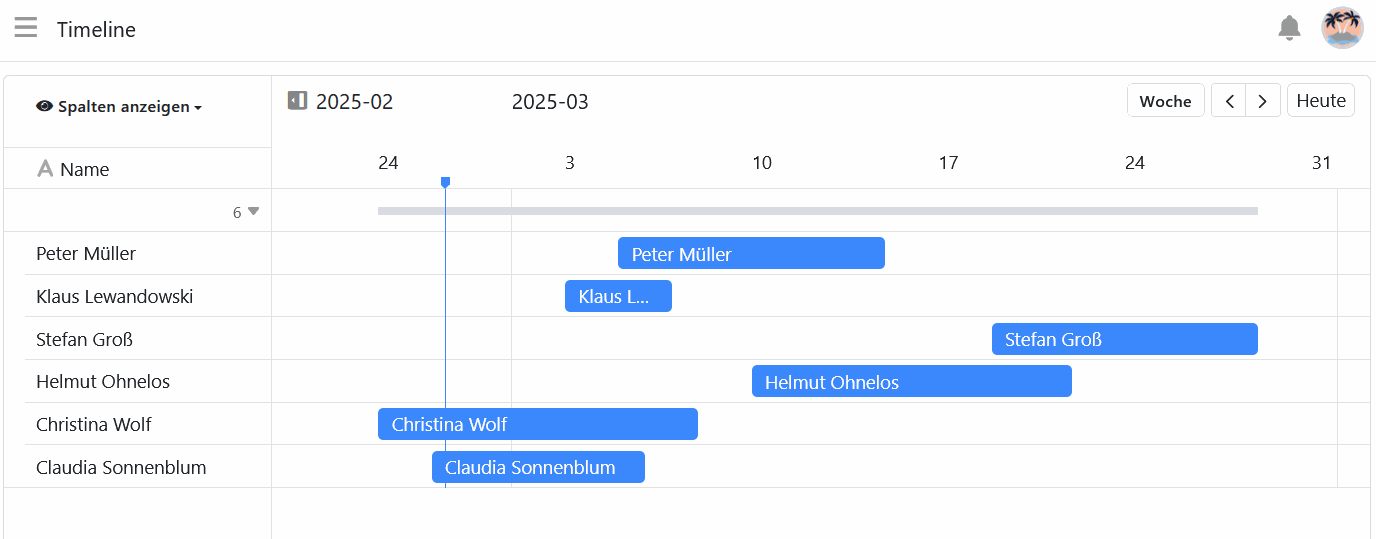 Timeline
Spalten anzeigen
2025-02 2025-03 Woche Heute
Name 24 3 10 17 24 31
6
Peter Müller Peter Müller
Klaus Lewandowski Klaus L...
Stefan Groß Stefan Groß
Helmut Ohnelos Helmut Ohnelos
Christina Wolf Christina Wolf
Claudia Sonnenblum Claudia Sonnenblum